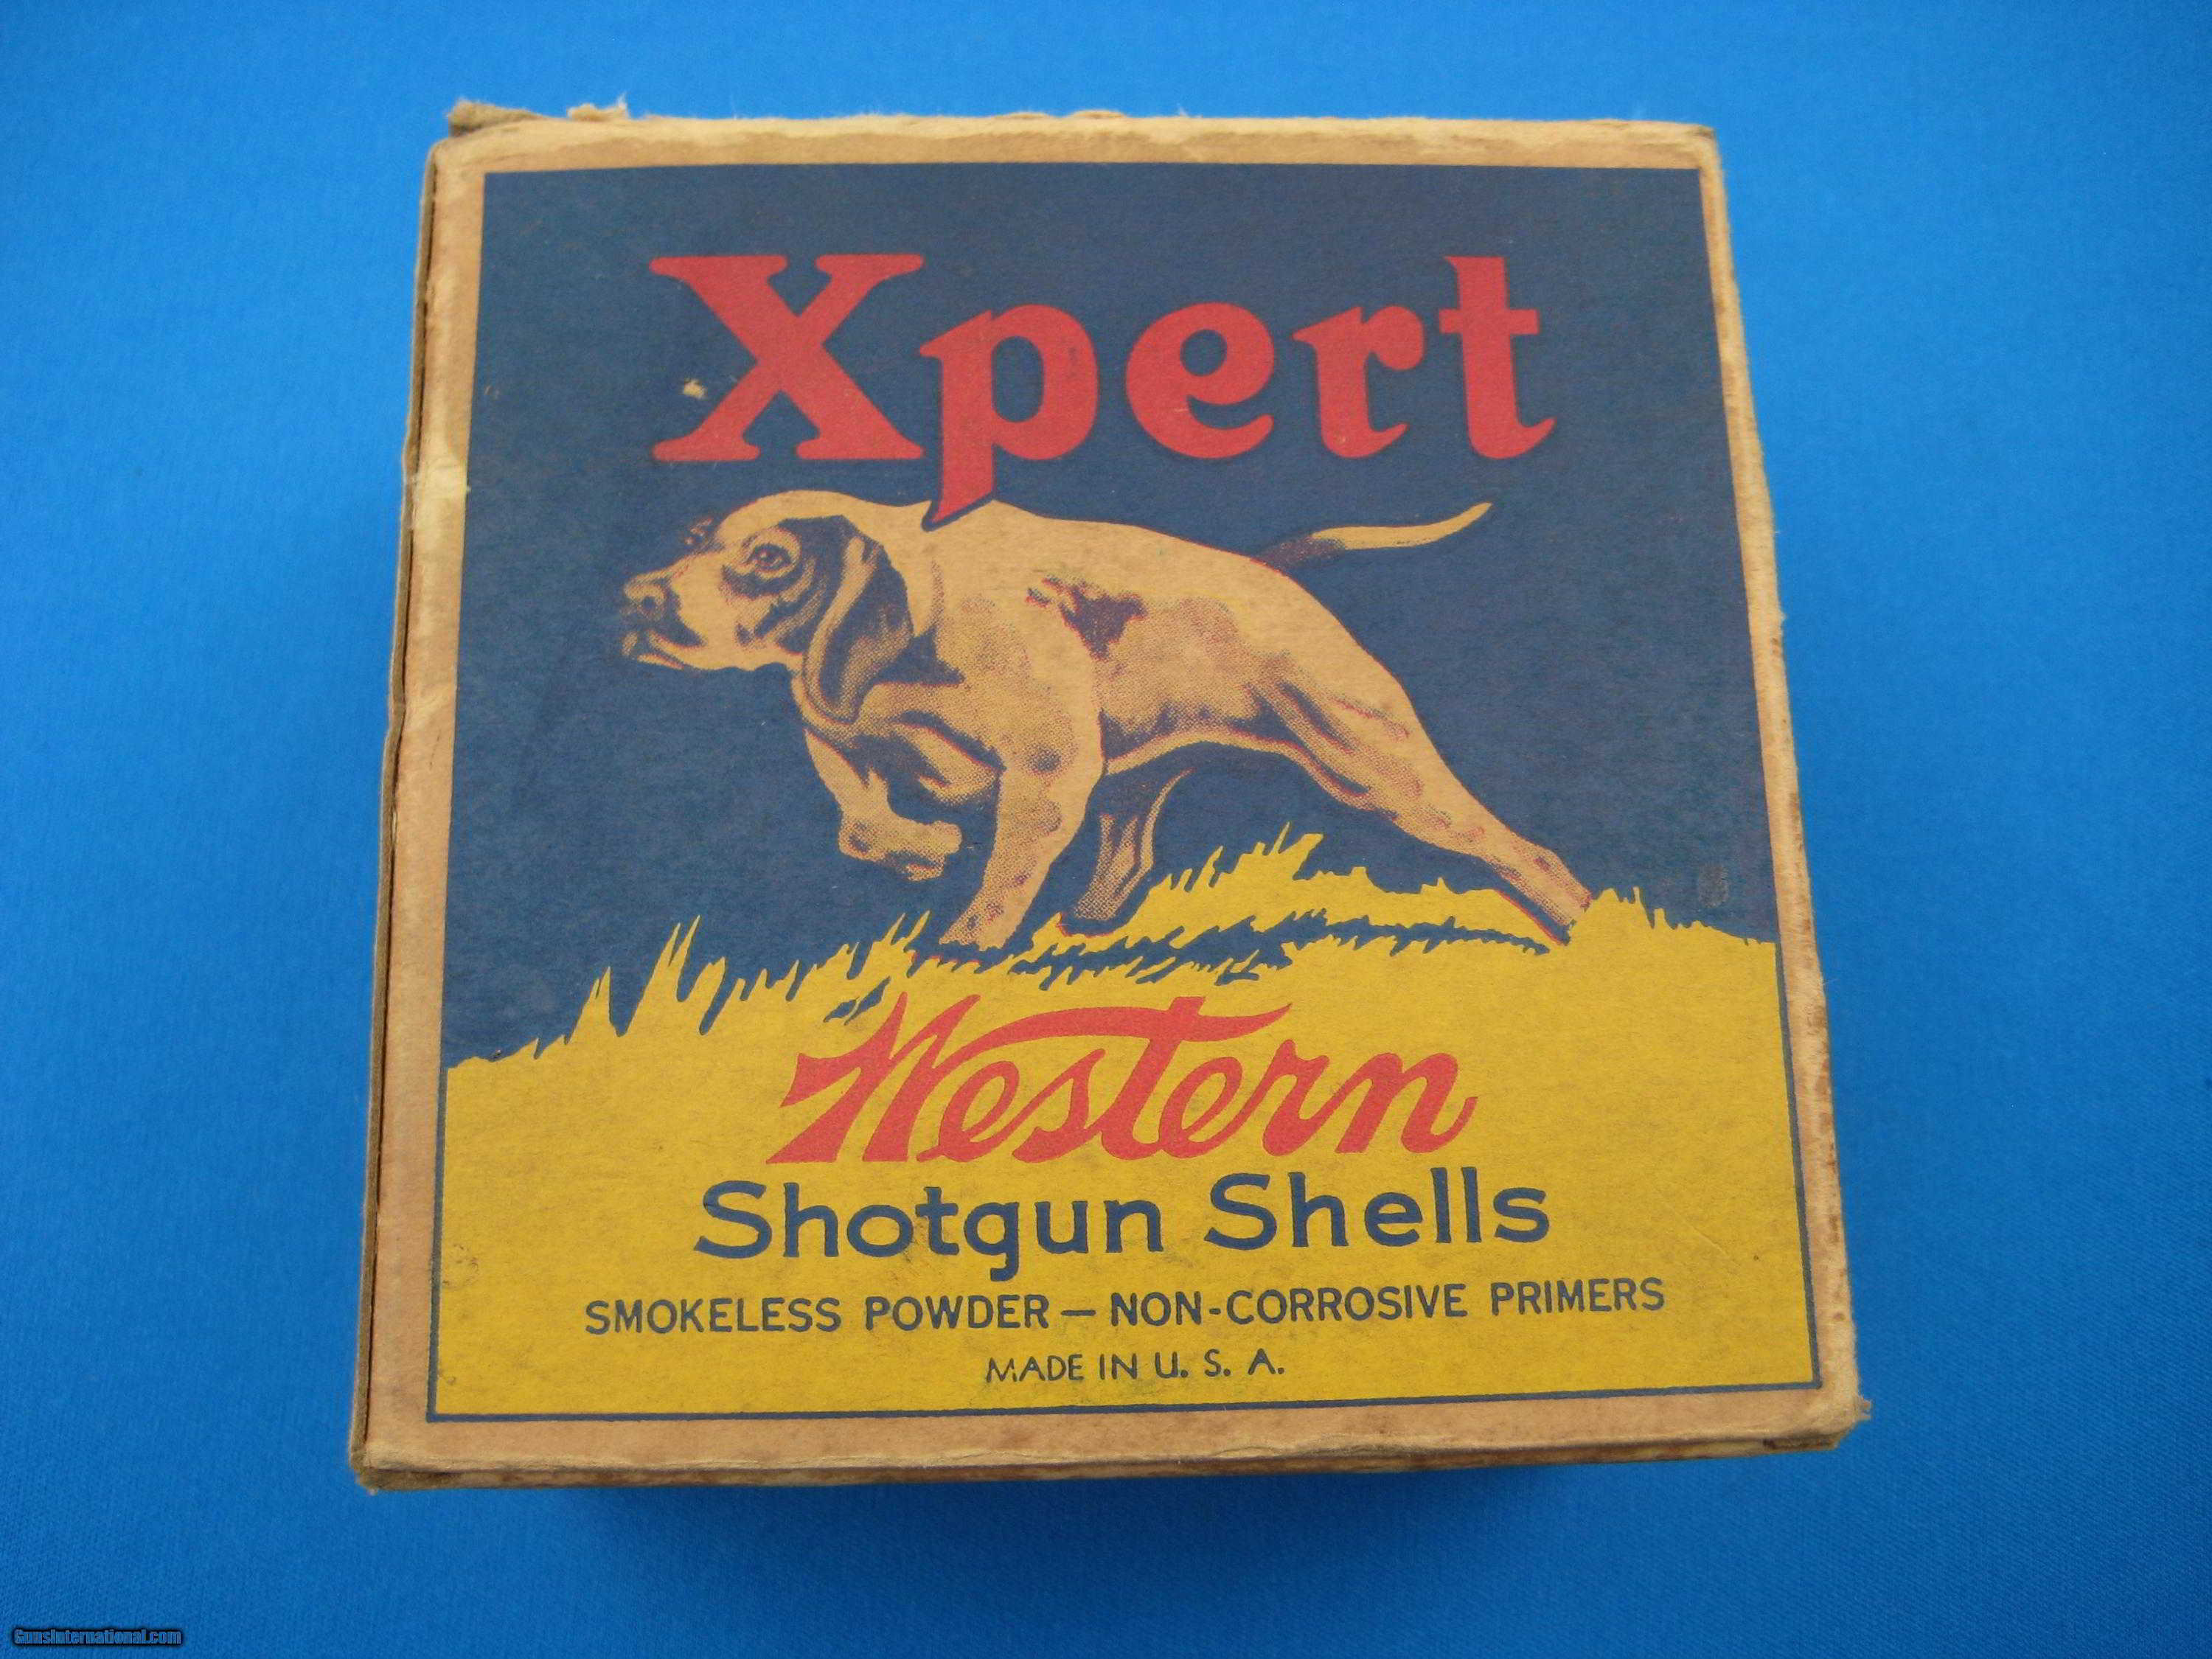 Xpert
Western
Shotgun Shells
SMOKELESS POWDER — NON-CORROSIVE PRIMERS
MADE IN U. S. A.
GunsInternational.com